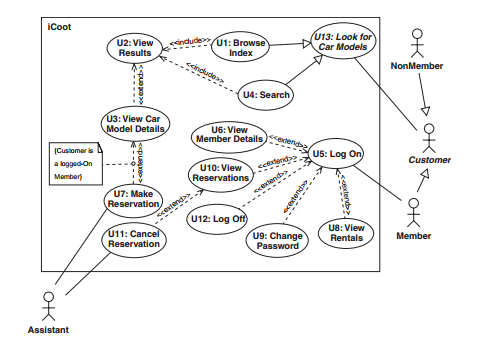 iCoot
U2: View
Results
<<include>>
U1: Browse
Index
U13: Look for
Car Models
NonMember
<<include>>
U4: Search
<<extend>>
U3: View Car
Model Details
U6: View
Member Details
<<extend>>
U5: Log On
Customer
{Customer is
a logged-On
Member}
<<extend>>
U10: View
Reservations
<<extend>>
U7: Make
Reservation
<<extend>>
U12: Log Off
<<extend>>
U11: Cancel
Reservation
U9: Change
Password
<<extend>>
U8: View
Rentals
<<extend>>
Member
Assistant